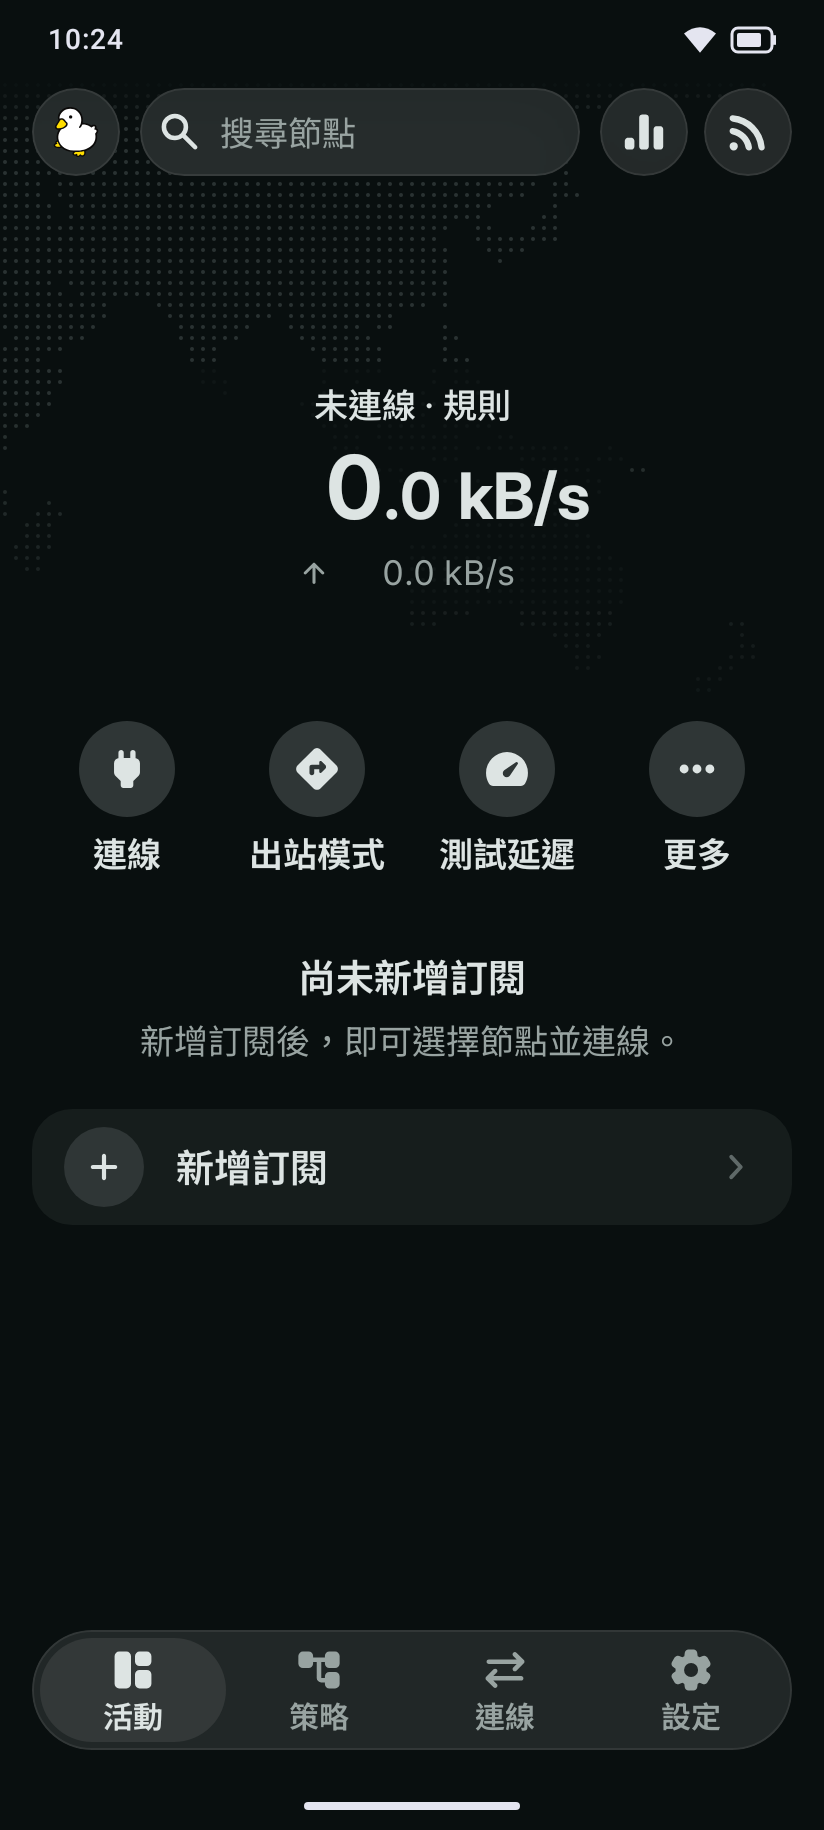 10:24
搜尋節點
未連線 · 規則
0.0 kB/s
↑ 0.0 kB/s
連線 出站模式 測試延遲 更多
尚未新增訂閱
新增訂閱後，即可選擇節點並連線。
新增訂閱
活動 策略 連線 設定